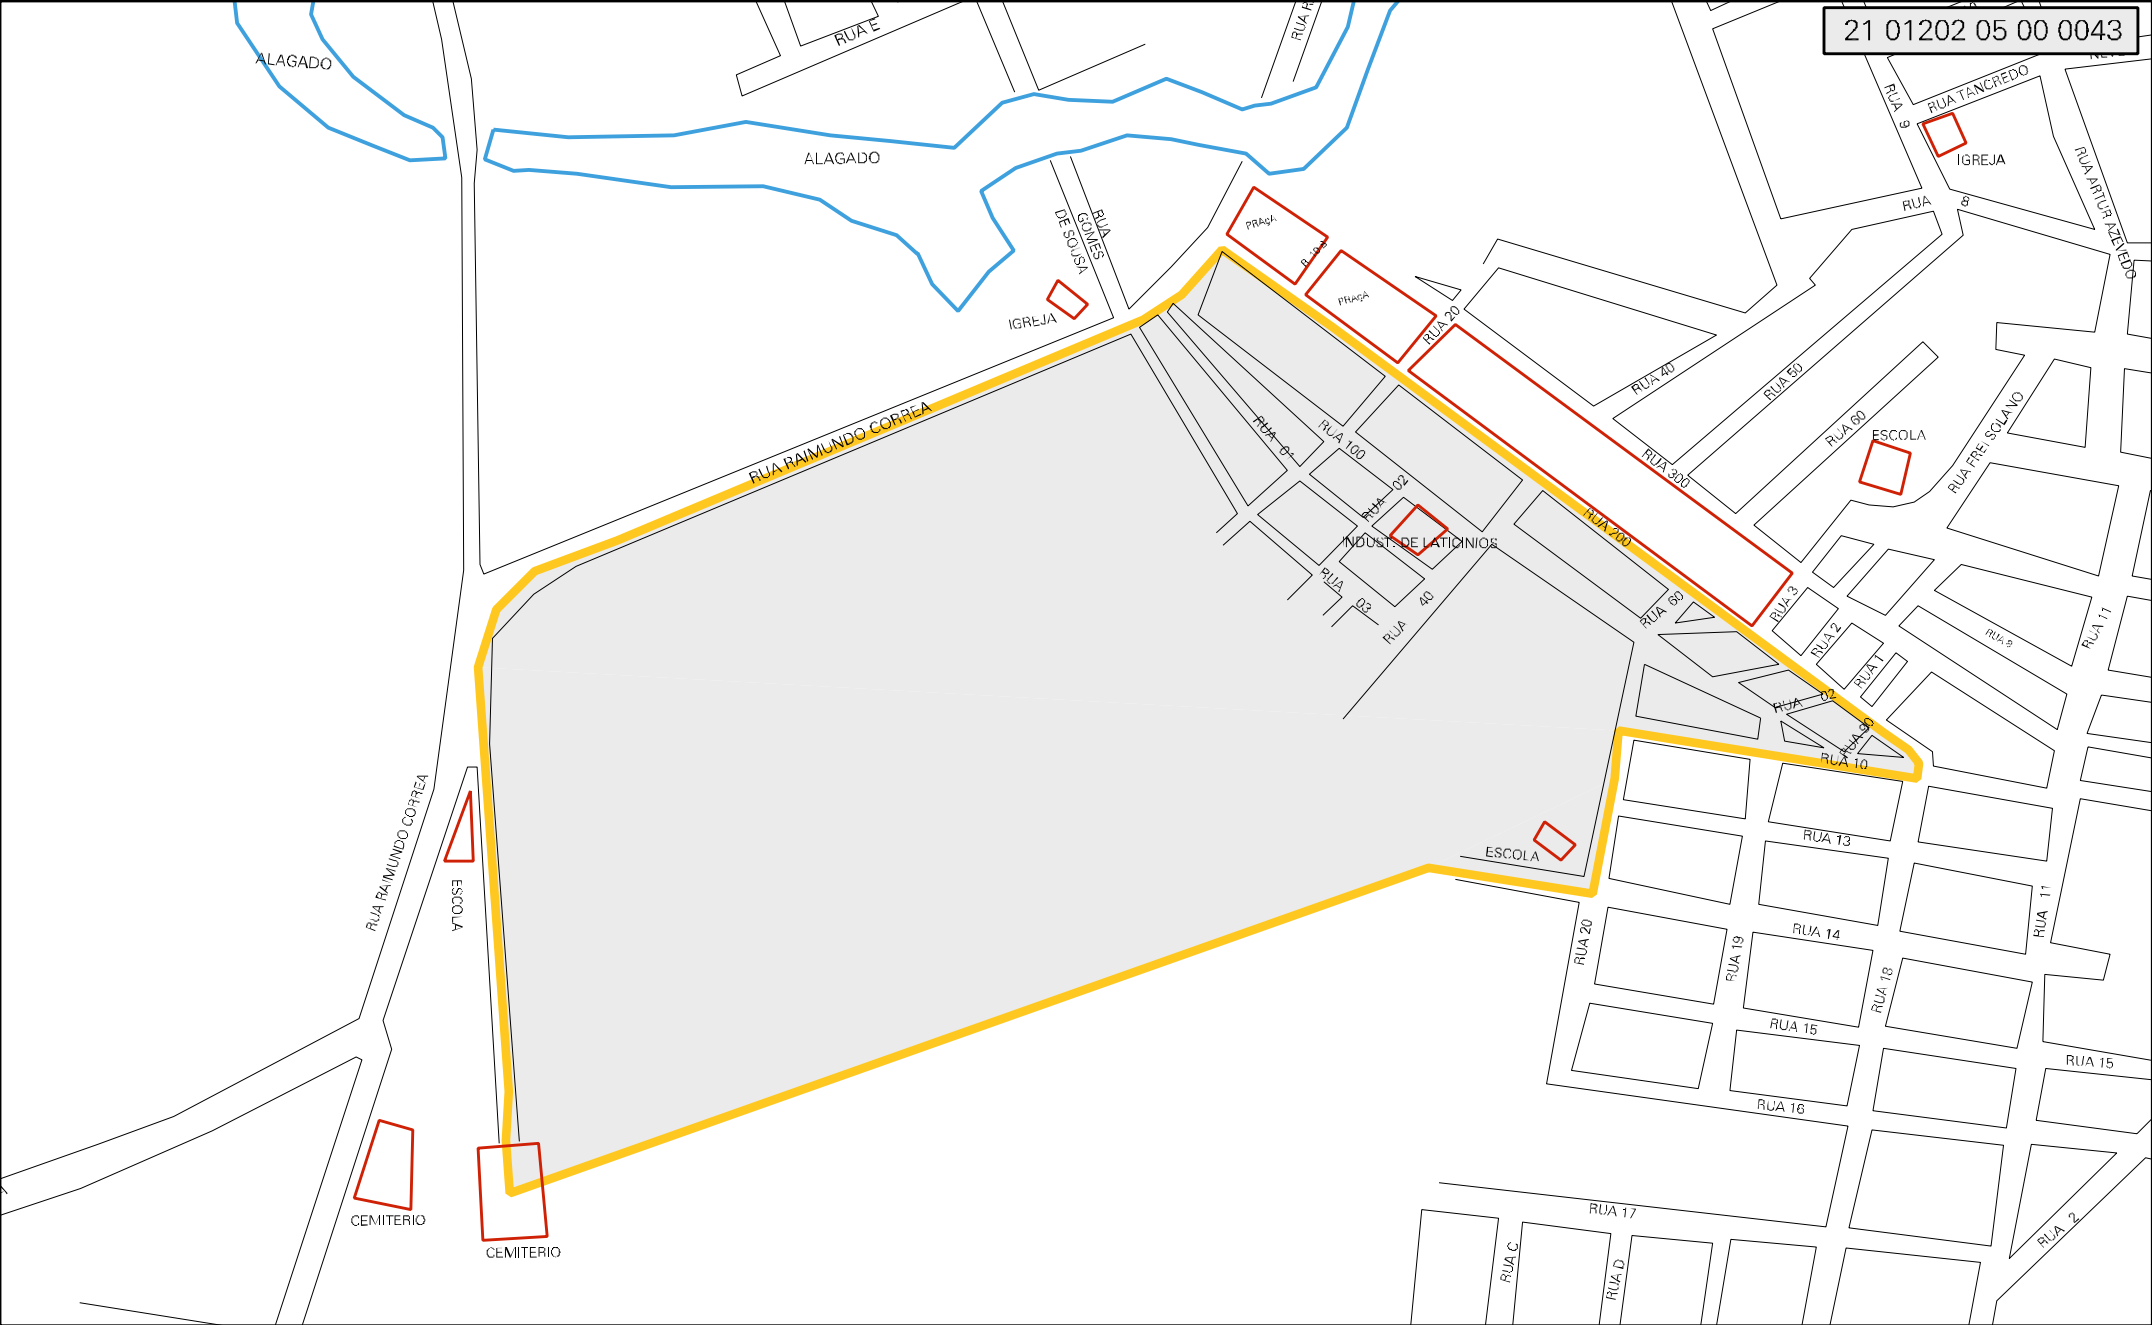 21 01202 05 00 0043
RUA E
ALAGADO
RUA TANCREDO
RUA 9
IGREJA
ALAGADO
RUA ARTUR AZEVEDO
RUA 8
RUA
GOMES
DE SOUSA
PRAÇA
R 10 A
PRAÇA
IGREJA
RUA 20
RUA 40
RUA 50
RUA 60
ESCOLA
RUA FREI SOLANO
RUA RAIMUNDO CORREA
RUA 01
RUA 100
RUA 02
RUA 300
RUA 200
INDUST. DE LATICINIOS
RUA 03
RUA 40
RUA 60
RUA 3
RUA 2
RUA 1
RUA 11
RUA 02
RUA 90
RUA 10
RUA RAIMUNDO CORREA
ESCOLA
ESCOLA
RUA 13
RUA 20
RUA 19
RUA 14
RUA 18
RUA 11
RUA 15
RUA 15
RUA 16
RUA 17
RUA C
RUA D
RUA 2
CEMITERIO
CEMITERIO